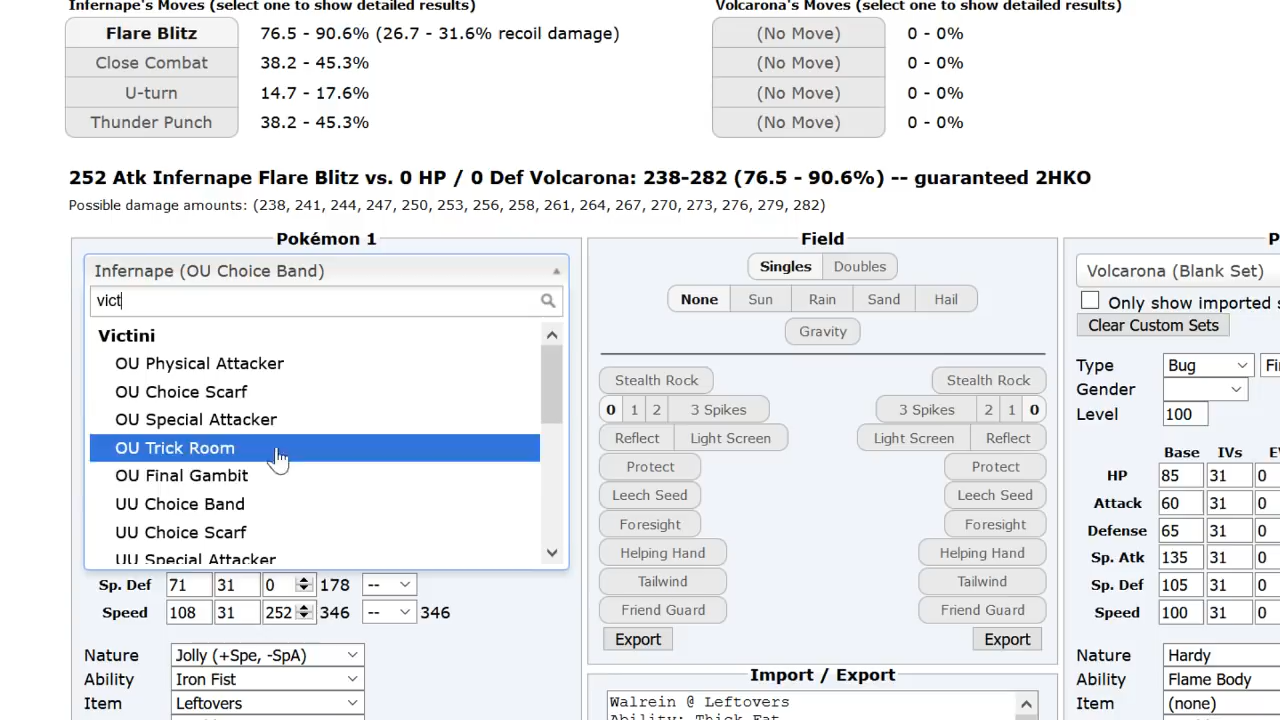 Infernape's Moves (select one to show detailed results)
Volcarona's Moves (select one to show detailed results)
Flare Blitz 76.5 - 90.6% (26.7 - 31.6% recoil damage)
Close Combat 38.2 - 45.3%
U-turn 14.7 - 17.6%
Thunder Punch 38.2 - 45.3%
(No Move) 0 - 0%
(No Move) 0 - 0%
(No Move) 0 - 0%
(No Move) 0 - 0%
252 Atk Infernape Flare Blitz vs. 0 HP / 0 Def Volcarona: 238-282 (76.5 - 90.6%) -- guaranteed 2HKO
Possible damage amounts: (238, 241, 244, 247, 250, 253, 256, 258, 261, 264, 267, 270, 273, 276, 279, 282)
Pokémon 1
Infernape (OU Choice Band)
vict
Victini
OU Physical Attacker
OU Choice Scarf
OU Special Attacker
OU Trick Room
OU Final Gambit
UU Choice Band
UU Choice Scarf
UU Special Attacker
Sp. Def 71 31 0 178 --
Speed 108 31 252 346 -- 346
Nature Jolly (+Spe, -SpA)
Ability Iron Fist
Item Leftovers
Field
Singles Doubles
None Sun Rain Sand Hail
Gravity
Stealth Rock Stealth Rock
0 1 2 3 Spikes 3 Spikes 2 1 0
Reflect Light Screen Light Screen Reflect
Protect Protect
Leech Seed Leech Seed
Foresight Foresight
Helping Hand Helping Hand
Tailwind Tailwind
Friend Guard Friend Guard
Export Export
Import / Export
Walrein @ Leftovers
Ability: Thick Fat
P
Volcarona (Blank Set)
Only show imported s
Clear Custom Sets
Type Bug Fi
Gender
Level 100
Base IVs E
HP 85 31 0
Attack 60 31 0
Defense 65 31 0
Sp. Atk 135 31 0
Sp. Def 105 31 0
Speed 100 31 0
Nature Hardy
Ability Flame Body
Item (none)